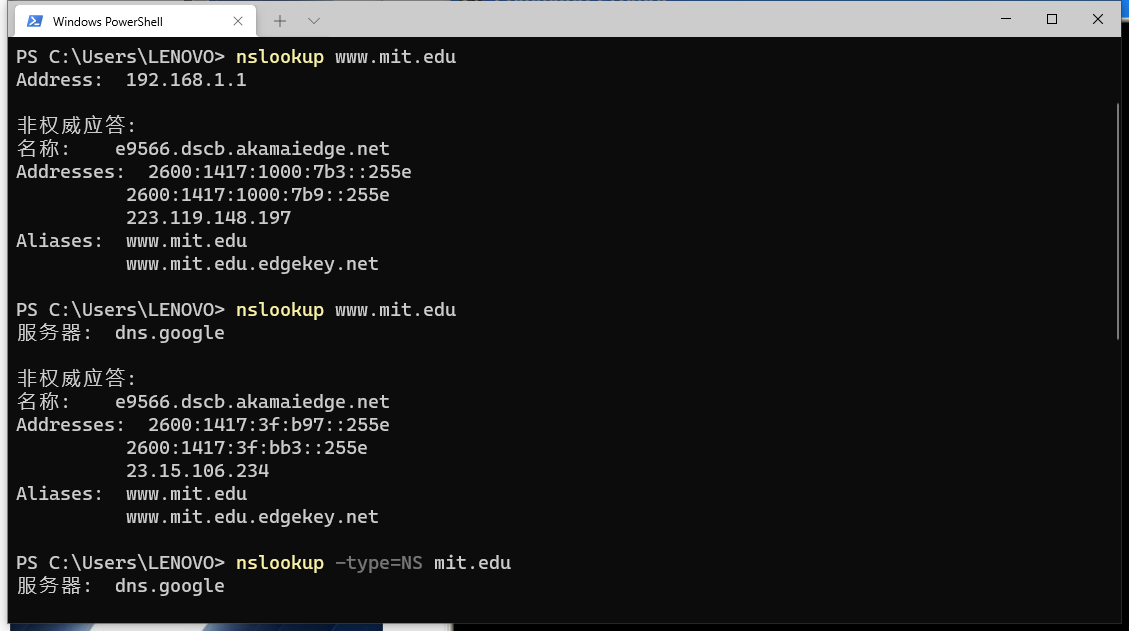 Windows PowerShell
PS C:\Users\LENOVO> nslookup www.mit.edu
Address:  192.168.1.1
非权威应答:
名称:    e9566.dscb.akamaiedge.net
Addresses:  2600:1417:1000:7b3::255e
2600:1417:1000:7b9::255e
223.119.148.197
Aliases:  www.mit.edu
www.mit.edu.edgekey.net
PS C:\Users\LENOVO> nslookup www.mit.edu
服务器:  dns.google
非权威应答:
名称:    e9566.dscb.akamaiedge.net
Addresses:  2600:1417:3f:b97::255e
2600:1417:3f:bb3::255e
23.15.106.234
Aliases:  www.mit.edu
www.mit.edu.edgekey.net
PS C:\Users\LENOVO> nslookup -type=NS mit.edu
服务器:  dns.google